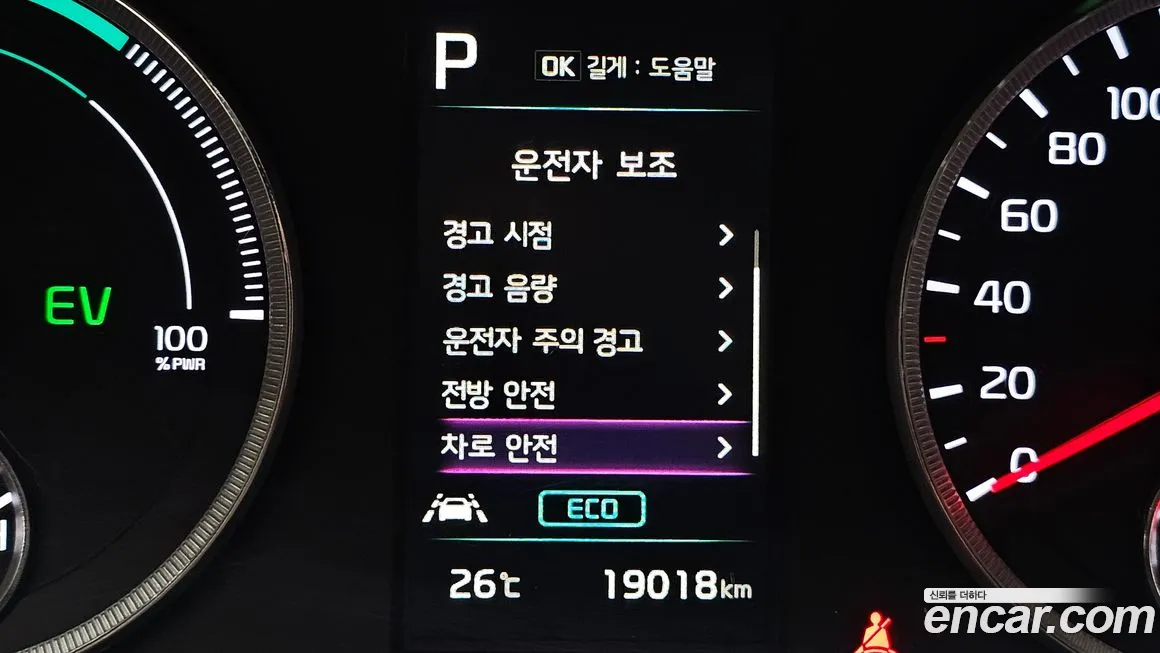 P
OK 길게 : 도움말
운전자 보조
경고 시점
경고 음량
운전자 주의 경고
전방 안전
차로 안전
ECO
26℃ 19018km
EV
100
% PWR
100
80
60
40
20
0
신뢰를 더하다
encar.com